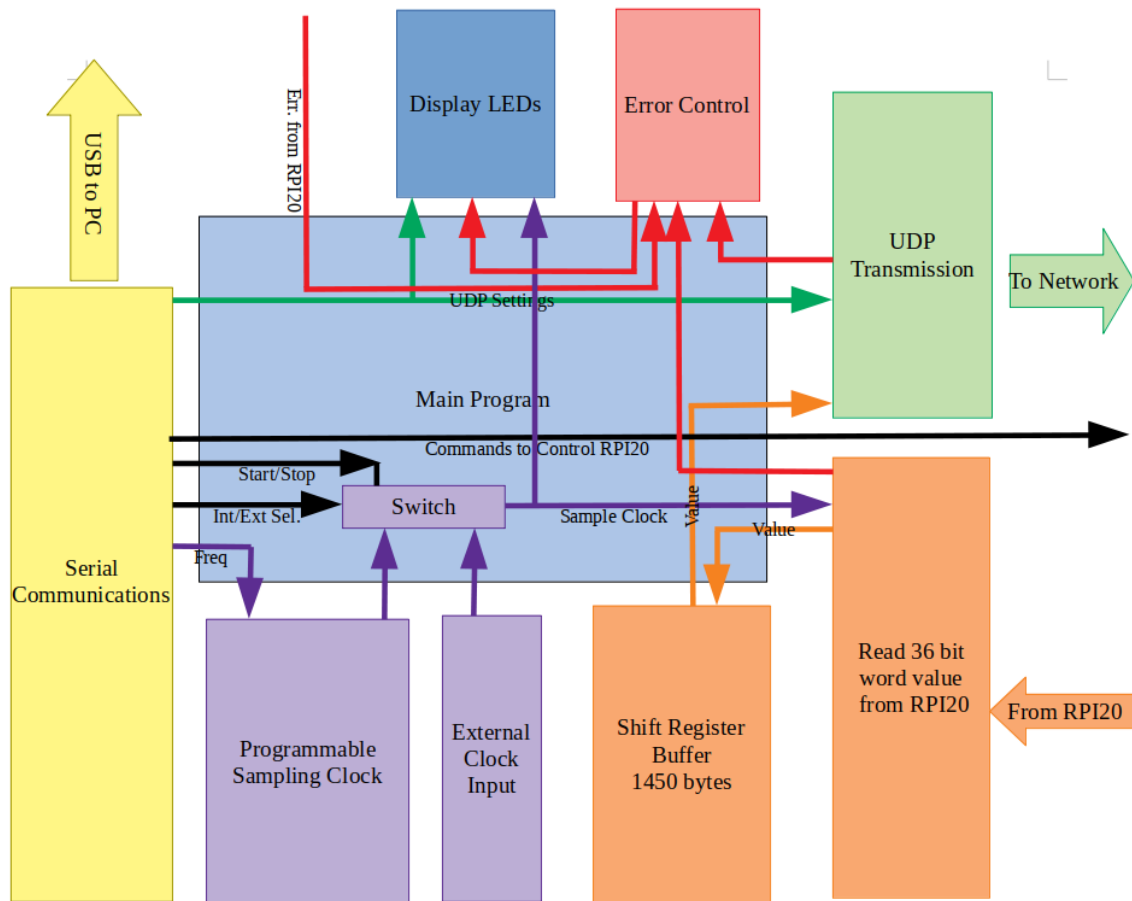 Display LEDs
Error Control
Err. from RPI20
USB to PC
UDP
Transmission
To Network
UDP Settings
Main Program
Commands to Control RPI20
Start/Stop
Switch
Int/Ext Sel.
Sample Clock
Value
Value
Freq
Serial
Communications
Programmable
Sampling Clock
External
Clock
Input
Shift Register
Buffer
1450 bytes
Read 36 bit
word value
from RPI20
From RPI20